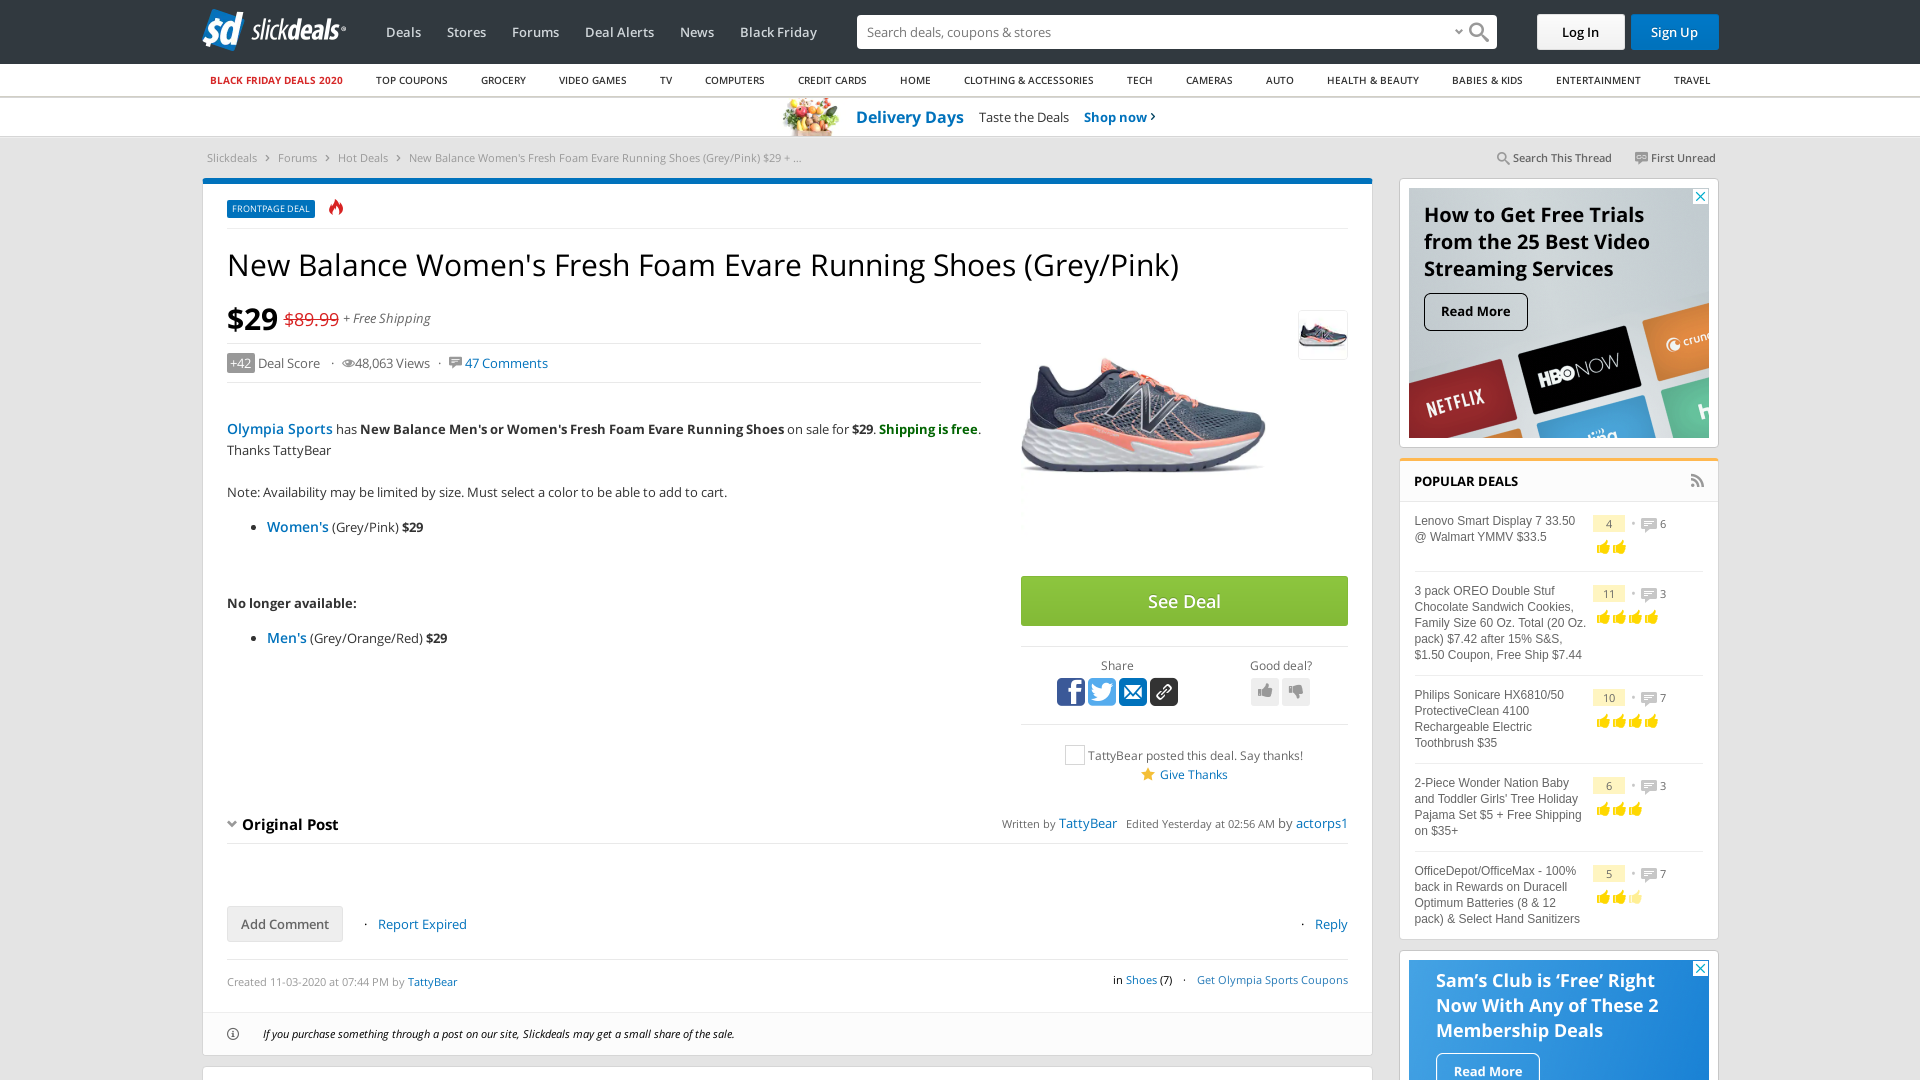 sd slickdeals
Deals Stores Forums Deal Alerts News Black Friday
Search deals, coupons & shopping
Log In Sign Up
BLACK FRIDAY DEALS 2020 TOP COUPONS GROCERY VIDEO GAMES TV COMPUTERS CREDIT CARDS HOME CLOTHING & ACCESSORIES TECH CAMERAS AUTO HEALTH & BEAUTY BABIES & KIDS ENTERTAINMENT TRAVEL
Delivery Days Taste the Deals Shop now ›
Slickdeals › Forums › Hot Deals › New Balance Women's Fresh Foam Evare Running Shoes (Grey/Pink) $29 + ...
Search This Thread First Unread
FRONTPAGE DEAL
New Balance Women's Fresh Foam Evare Running Shoes (Grey/Pink)
$29 $89.99 + Free Shipping
+42 Deal Score · 48,063 Views · 47 Comments
Olympia Sports has New Balance Men's or Women's Fresh Foam Evare Running Shoes on sale for $29. Shipping is free.
Thanks TattyBear
Note: Availability may be limited by size. Must select a color to be able to add to cart.
• Women's (Grey/Pink) $29
No longer available:
• Men's (Grey/Orange/Red) $29
See Deal
Share Good deal?
TattyBear posted this deal. Say thanks!
Give Thanks
Original Post
Written by TattyBear Edited Yesterday at 02:56 AM by actorps1
Add Comment · Report Expired
· Reply
Created 11-03-2020 at 07:44 PM by TattyBear
in Shoes (7) · Get Olympia Sports Coupons
If you purchase something through a post on our site, Slickdeals may get a small share of the sale.
How to Get Free Trials
from the 25 Best Video
Streaming Services
Read More
crunc
HBO NOW
NETFLIX
POPULAR DEALS
Lenovo Smart Display 7 33.50
@ Walmart YMMV $33.5
4 • 6
3 pack OREO Double Stuf
Chocolate Sandwich Cookies,
Family Size 60 Oz. Total (20 Oz.
pack) $7.42 after 15% S&S,
$1.50 Coupon, Free Ship $7.44
11 • 3
Philips Sonicare HX6810/50
ProtectiveClean 4100
Rechargeable Electric
Toothbrush $35
10 • 7
2-Piece Wonder Nation Baby
and Toddler Girls' Tree Holiday
Pajama Set $5 + Free Shipping
on $35+
6 • 3
OfficeDepot/OfficeMax - 100%
back in Rewards on Duracell
Optimum Batteries (8 & 12
pack) & Select Hand Sanitizers
5 • 7
Sam's Club is ‘Free’ Right
Now With Any of These 2
Membership Deals
Read More